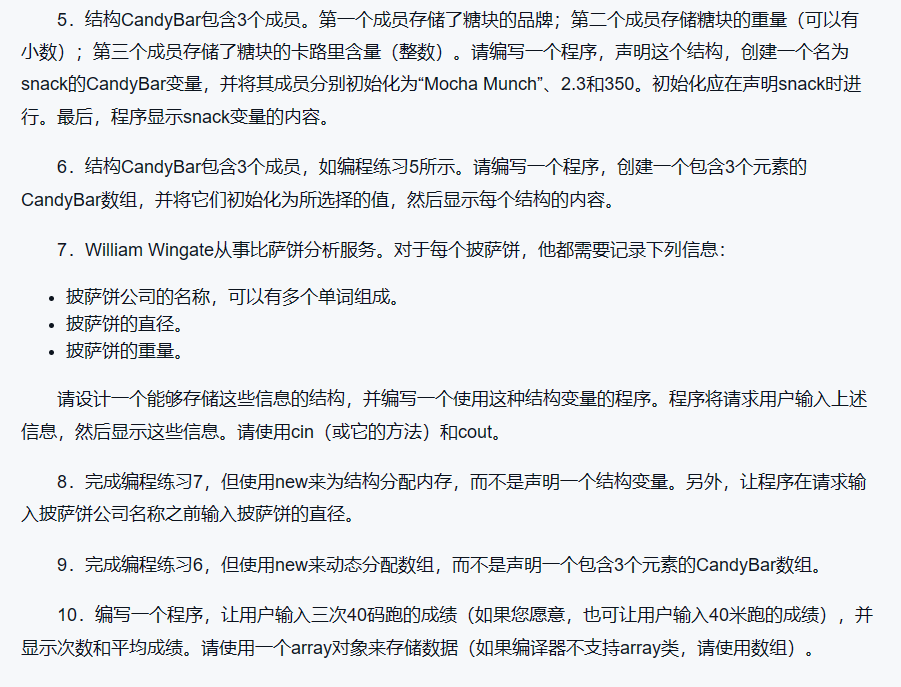 5．结构CandyBar包含3个成员。第一个成员存储了糖块的品牌；第二个成员存储糖块的重量（可以有
小数）；第三个成员存储了糖块的卡路里含量（整数）。请编写一个程序，声明这个结构，创建一个名为
snack的CandyBar变量，并将其成员分别初始化为“Mocha Munch”、2.3和350。初始化应在声明snack时进
行。最后，程序显示snack变量的内容。
6．结构CandyBar包含3个成员，如编程练习5所示。请编写一个程序，创建一个包含3个元素的
CandyBar数组，并将它们初始化为所选择的值，然后显示每个结构的内容。
7．William Wingate从事比萨饼分析服务。对于每个披萨饼，他都需要记录下列信息：
• 披萨饼公司的名称，可以有多个单词组成。
• 披萨饼的直径。
• 披萨饼的重量。
请设计一个能够存储这些信息的结构，并编写一个使用这种结构变量的程序。程序将请求用户输入上述
信息，然后显示这些信息。请使用cin（或它的方法）和cout。
8．完成编程练习7，但使用new来为结构分配内存，而不是声明一个结构变量。另外，让程序在请求输
入披萨饼公司名称之前输入披萨饼的直径。
9．完成编程练习6，但使用new来动态分配数组，而不是声明一个包含3个元素的CandyBar数组。
10．编写一个程序，让用户输入三次40码跑的成绩（如果您愿意，也可让用户输入40米跑的成绩），并
显示次数和平均成绩。请使用一个array对象来存储数据（如果编译器不支持array类，请使用数组）。